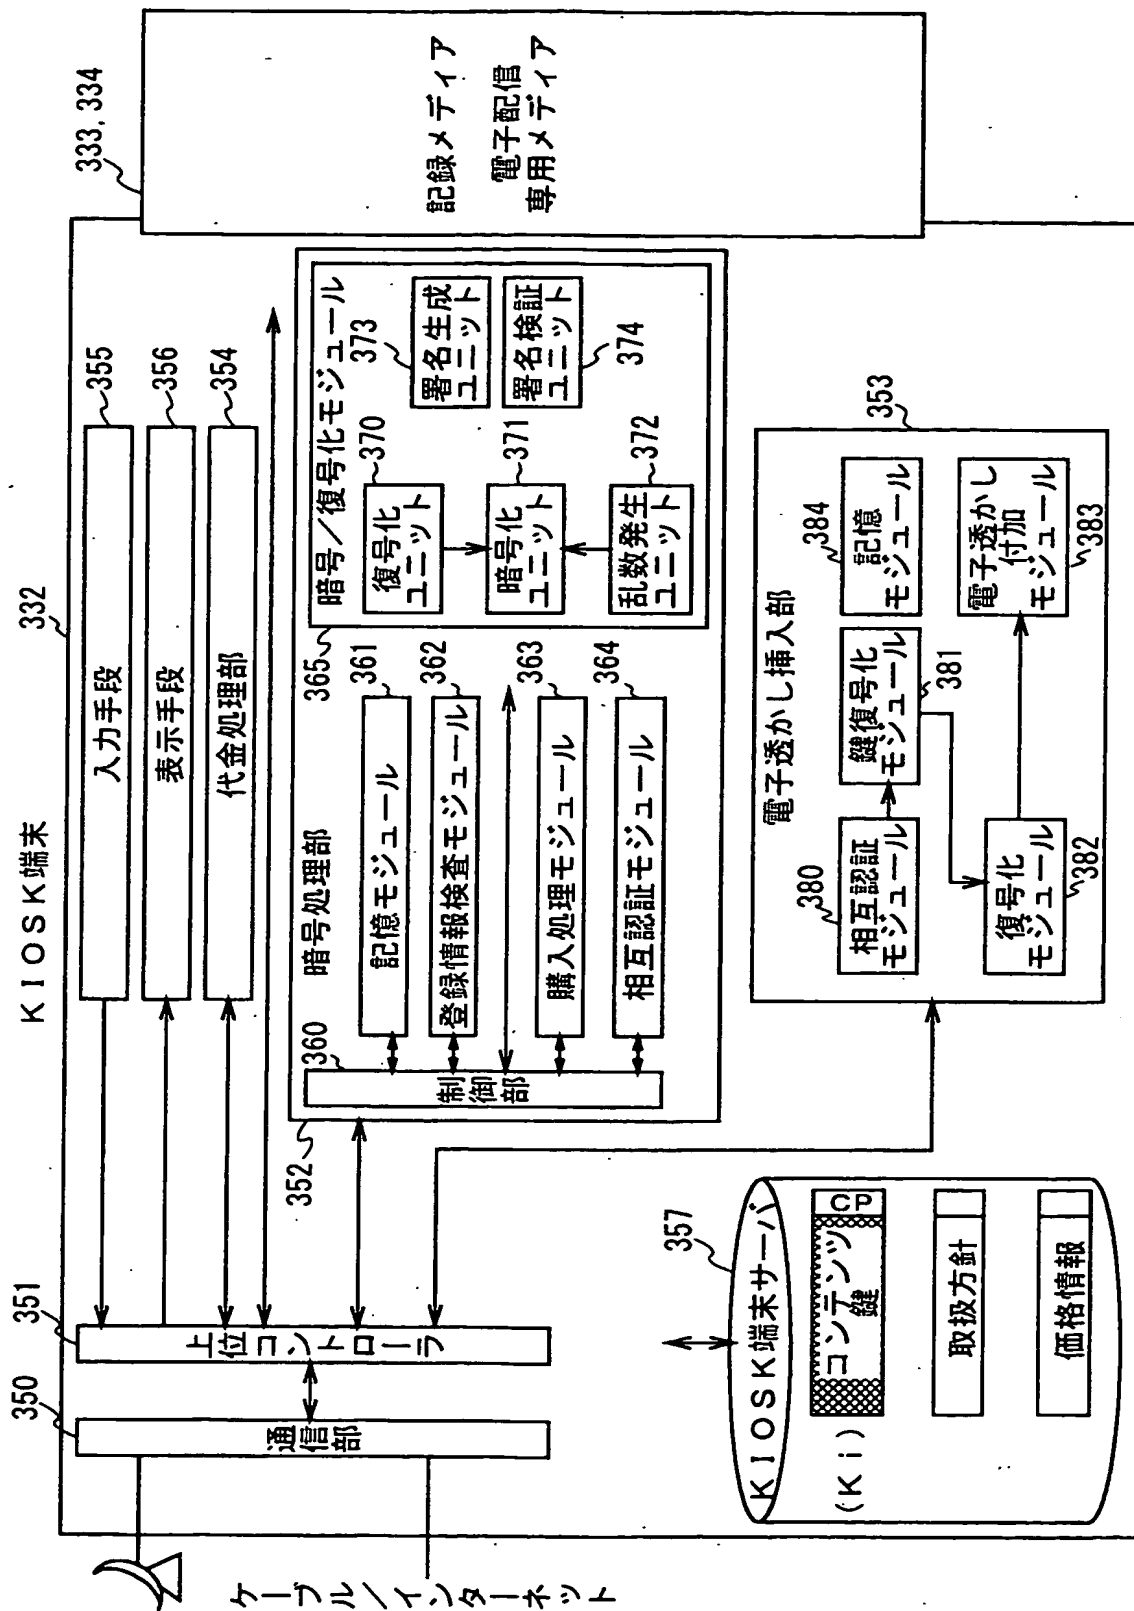 KIOSK端末
332
333, 334
入力手段
355
表示手段
356
代金処理部
354
記録メディア
電子配信
専用メディア
350
通信部
351
上位コントローラ
ケーブル/インターネット
352
暗号処理部
360
制御部
記憶モジュール
361
登録情報検査モジュール
362
購入処理モジュール
363
相互認証モジュール
364
365
暗号/復号化モジュール
復号化
ユニット
370
暗号化
ユニット
371
乱数発生
ユニット
372
373
署名生成
ユニット
署名検証
ユニット
374
電子透かし挿入部
353
380
相互認証
モジュール
鍵復号化
モジュール
381
復号化
モジュール
382
電子透かし
付加
モジュール
383
384
記憶
モジュール
357
KIOSK端末サーバ
(Ki)
コンテンツ
鍵
CP
取扱方針
価格情報